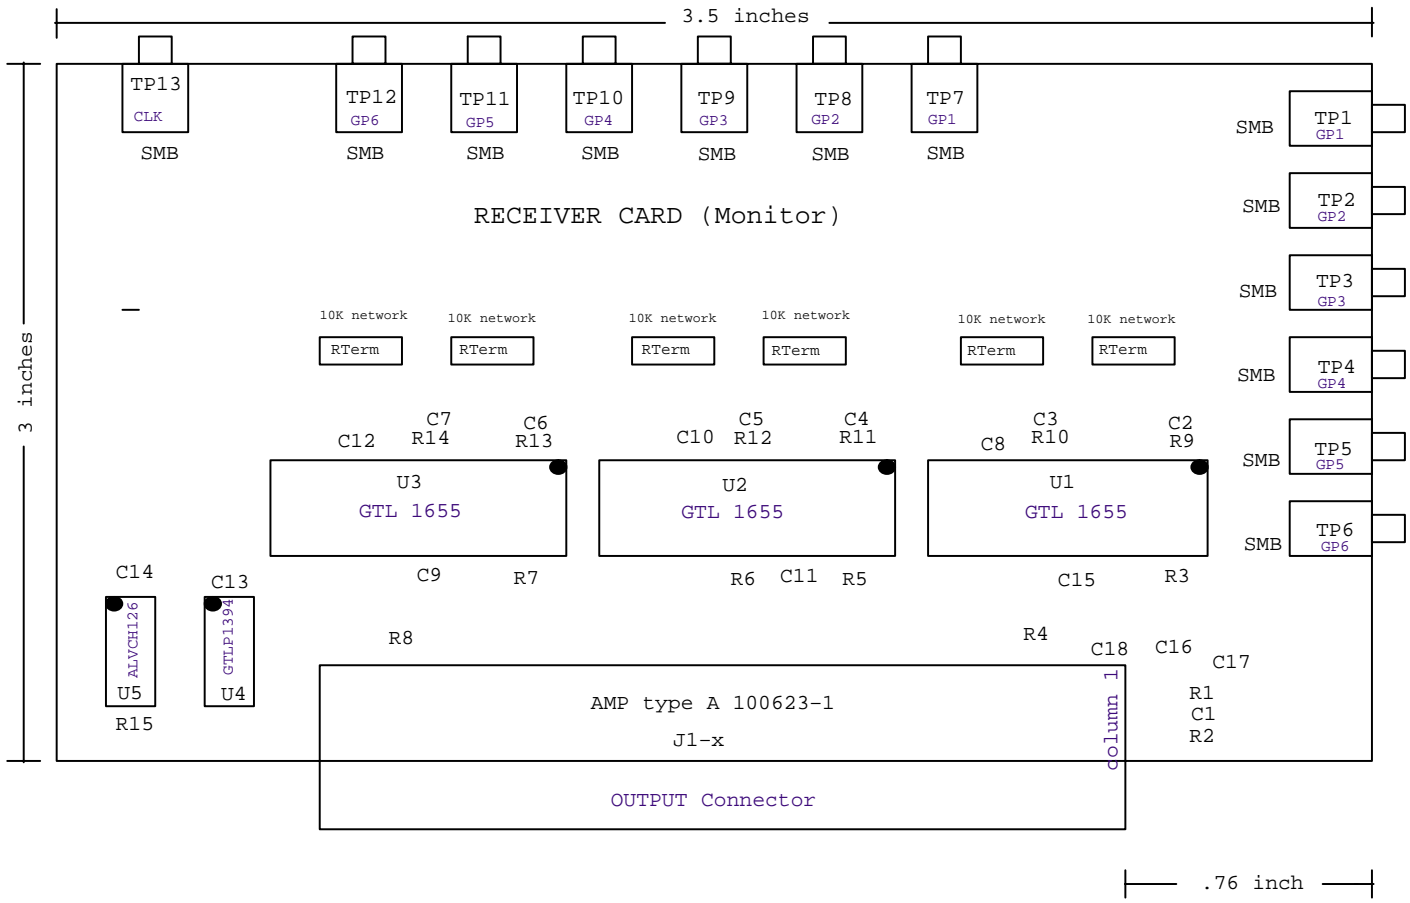 3.5 inches
TP13
CLK
SMB
TP12
GP6
SMB
TP11
GP5
SMB
TP10
GP4
SMB
TP9
GP3
SMB
TP8
GP2
SMB
TP7
GP1
SMB
SMB
TP1
GP1
SMB
TP2
GP2
SMB
TP3
GP3
SMB
TP4
GP4
SMB
TP5
GP5
SMB
TP6
GP6
RECEIVER CARD (Monitor)
3 inches
10K network
RTerm
10K network
RTerm
10K network
RTerm
10K network
RTerm
10K network
RTerm
10K network
RTerm
C12
C7
R14
C6
R13
C10
C5
R12
C4
R11
C8
C3
R10
C2
R9
U3
GTL 1655
U2
GTL 1655
U1
GTL 1655
C9
R7
R6
C11
R5
C15
R3
C14
ALVCH126
U5
R15
C13
GTLP1394
U4
R8
R4
C18
C16
C17
R1
C1
R2
AMP type A 100623-1
J1-x
column 1
OUTPUT Connector
.76 inch